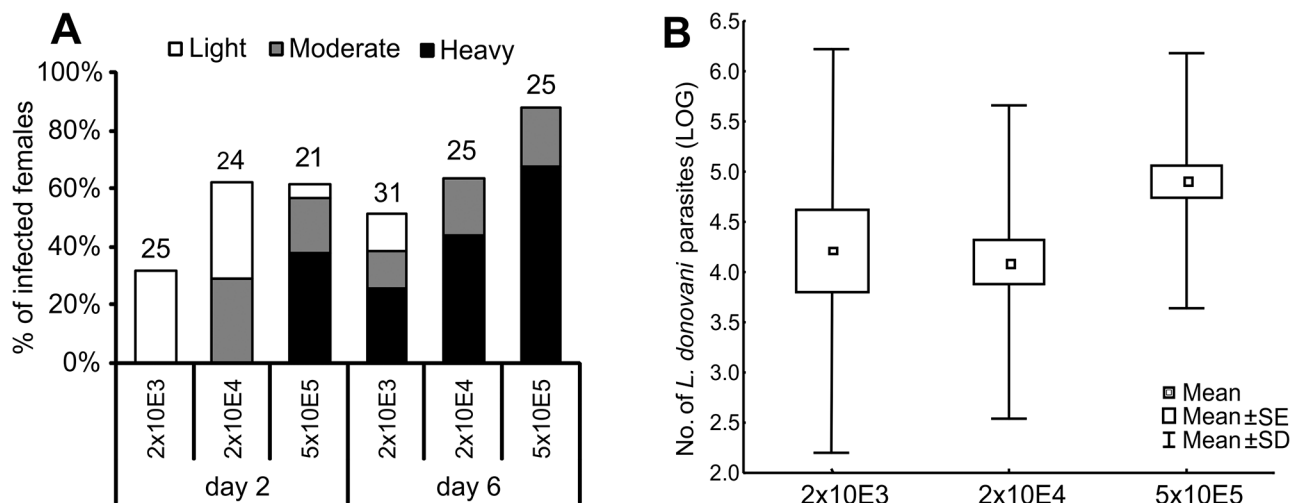 A
Light Moderate Heavy
% of infected females
100%
80%
60%
40%
20%
0%
25
24
21
31
25
25
2x10E3
2x10E4
5x10E5
2x10E3
2x10E4
5x10E5
day 2
day 6
B
No. of L. donovani parasites (LOG)
6.5
6.0
5.5
5.0
4.5
4.0
3.5
3.0
2.5
2.0
Mean
Mean±SE
Mean±SD
2x10E3
2x10E4
5x10E5